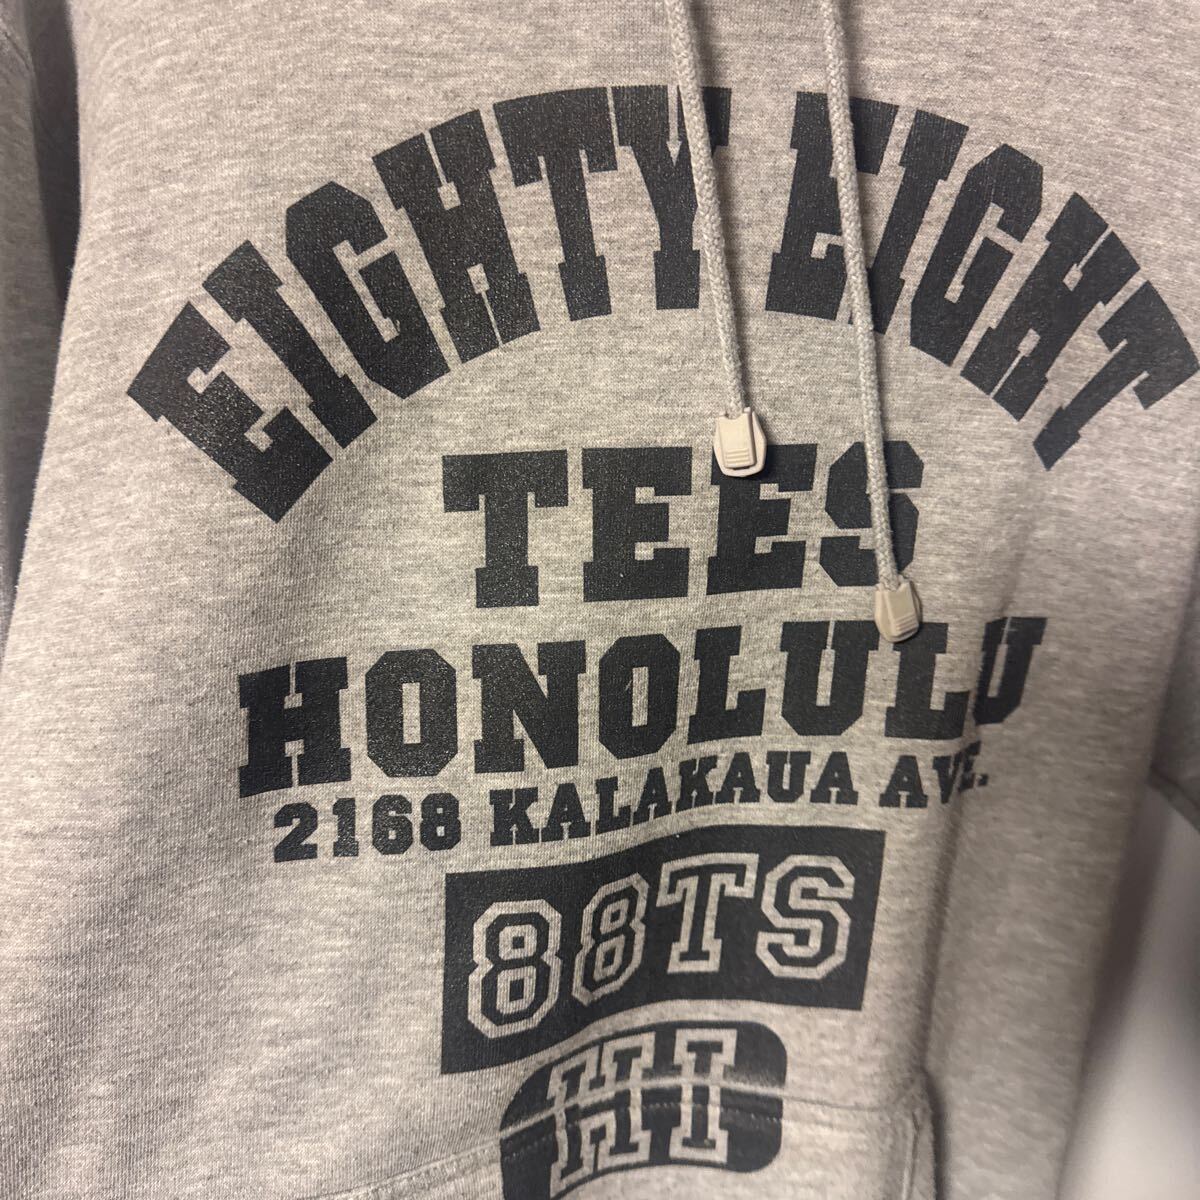 EIGHTY EIGHT
TEES
HONOLULU
2168 KALAKAUA AVE.
88TS
HI